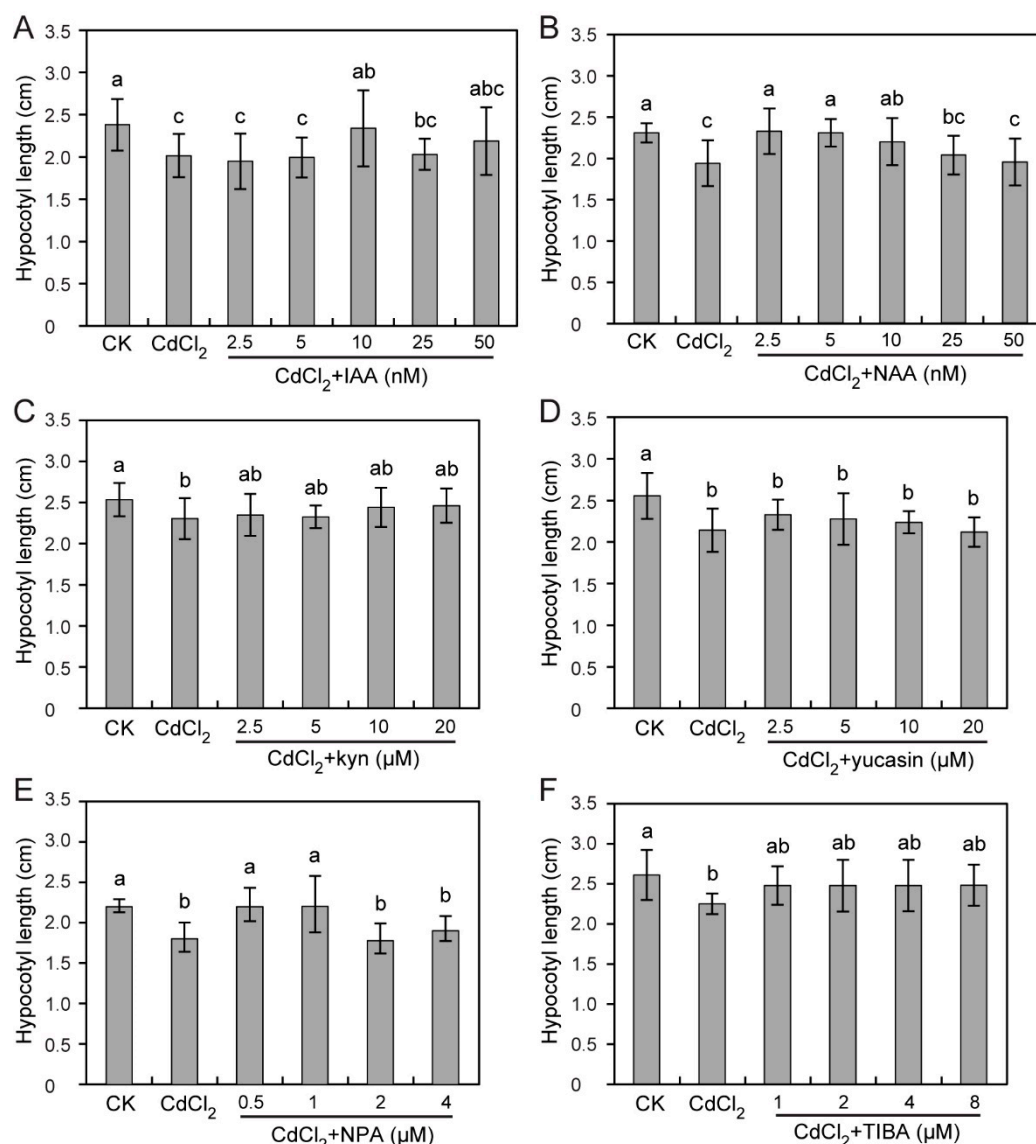 A
Hypocotyl length (cm)
3.5
3.0
2.5
2.0
1.5
1.0
0.5
0
a
c
c
c
ab
bc
abc
CK
CdCl2
2.5
5
10
25
50
CdCl2+IAA (nM)
B
Hypocotyl length (cm)
3.5
3.0
2.5
2.0
1.5
1.0
0.5
0
a
c
a
a
ab
bc
c
CK
CdCl2
2.5
5
10
25
50
CdCl2+NAA (nM)
C
Hypocotyl length (cm)
3.5
3.0
2.5
2.0
1.5
1.0
0.5
0
a
b
ab
ab
ab
ab
CK
CdCl2
2.5
5
10
20
CdCl2+kyn (µM)
D
Hypocotyl length (cm)
3.5
3.0
2.5
2.0
1.5
1.0
0.5
0
a
b
b
b
b
b
CK
CdCl2
2.5
5
10
20
CdCl2+yucasin (µM)
E
Hypocotyl length (cm)
3.5
3.0
2.5
2.0
1.5
1.0
0.5
0
a
b
a
a
b
b
CK
CdCl2
0.5
1
2
4
CdCl2+NPA (µM)
F
Hypocotyl length (cm)
3.5
3.0
2.5
2.0
1.5
1.0
0.5
0
a
b
ab
ab
ab
ab
CK
CdCl2
1
2
4
8
CdCl2+TIBA (µM)